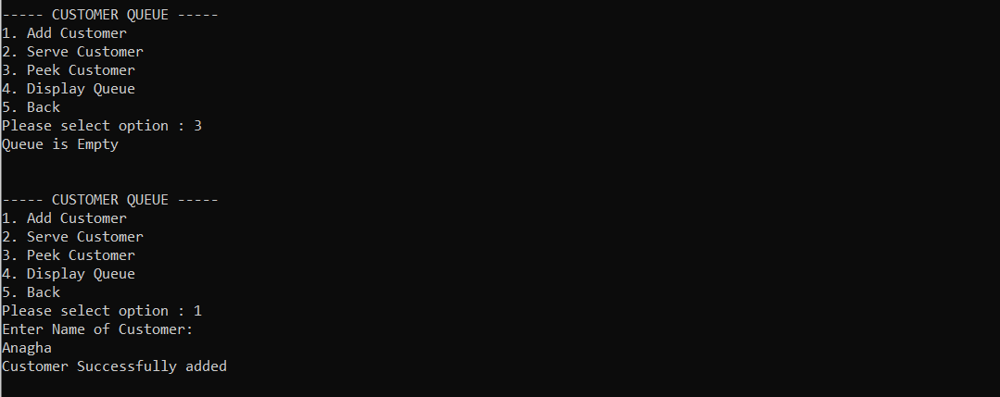 ----- CUSTOMER QUEUE -----
1. Add Customer
2. Serve Customer
3. Peek Customer
4. Display Queue
5. Back
Please select option : 3
Queue is Empty
----- CUSTOMER QUEUE -----
1. Add Customer
2. Serve Customer
3. Peek Customer
4. Display Queue
5. Back
Please select option : 1
Enter Name of Customer:
Anagha
Customer Successfully added